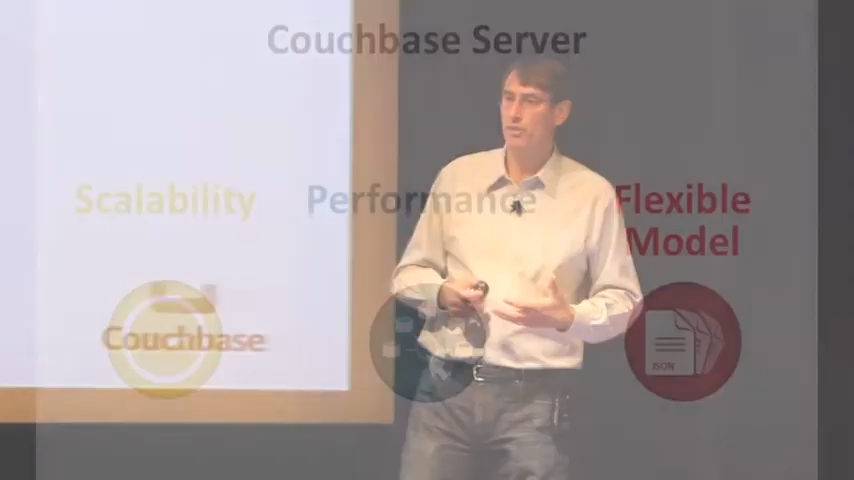 Couchbase Server
Scalability
Performance
Flexible
Model
Couchbase
JSON